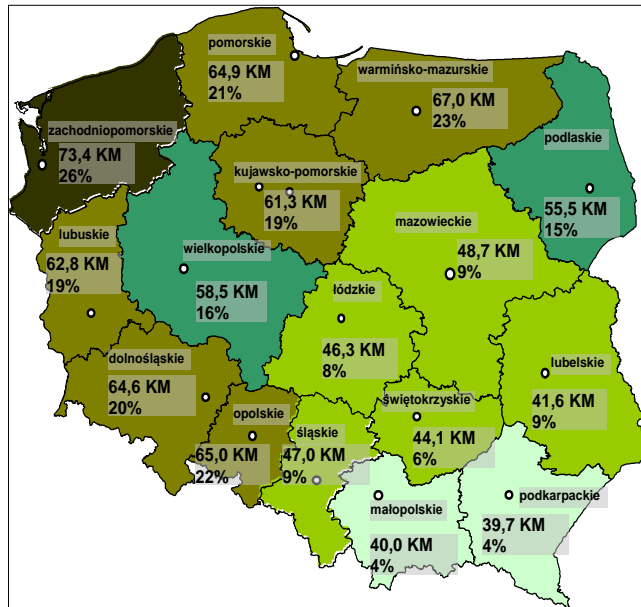 pomorskie
64,9 KM
21%
warmińsko-mazurskie
67,0 KM
23%
zachodniopomorskie
73,4 KM
26%
podlaskie
55,5 KM
15%
kujawsko-pomorskie
61,3 KM
19%
mazowieckie
48,7 KM
9%
lubuskie
62,8 KM
19%
wielkopolskie
58,5 KM
16%
łódzkie
46,3 KM
8%
dolnośląskie
64,6 KM
20%
lubelskie
41,6 KM
9%
opolskie
65,0 KM
22%
śląskie
47,0 KM
9%
świętokrzyskie
44,1 KM
6%
małopolskie
40,0 KM
4%
podkarpackie
39,7 KM
4%